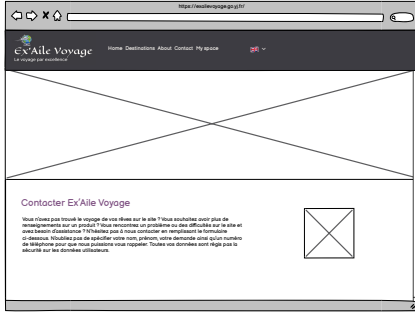 https://exailevoyage.go.yj.fr/
Ex'Aile Voyage
Le voyage par excellence
Home Destinations About Contact My space
Contacter Ex'Aile Voyage
Vous n'avez pas trouvé le voyage de vos rêves sur le site ? Vous souhaitez avoir plus de
renseignements sur un produit ? Vous rencontrez un problème ou des difficultés sur le site et
avez besoin d'assistance ? N'hésitez pas à nous contacter en remplissant le formulaire
ci-dessous. N'oubliez pas de spécifier votre nom, prénom, votre demande ainsi qu'un numéro
de téléphone pour que nous puissions vous rappeler. Toutes vos données sont régis pas la
sécurité sur les données utilisateurs.